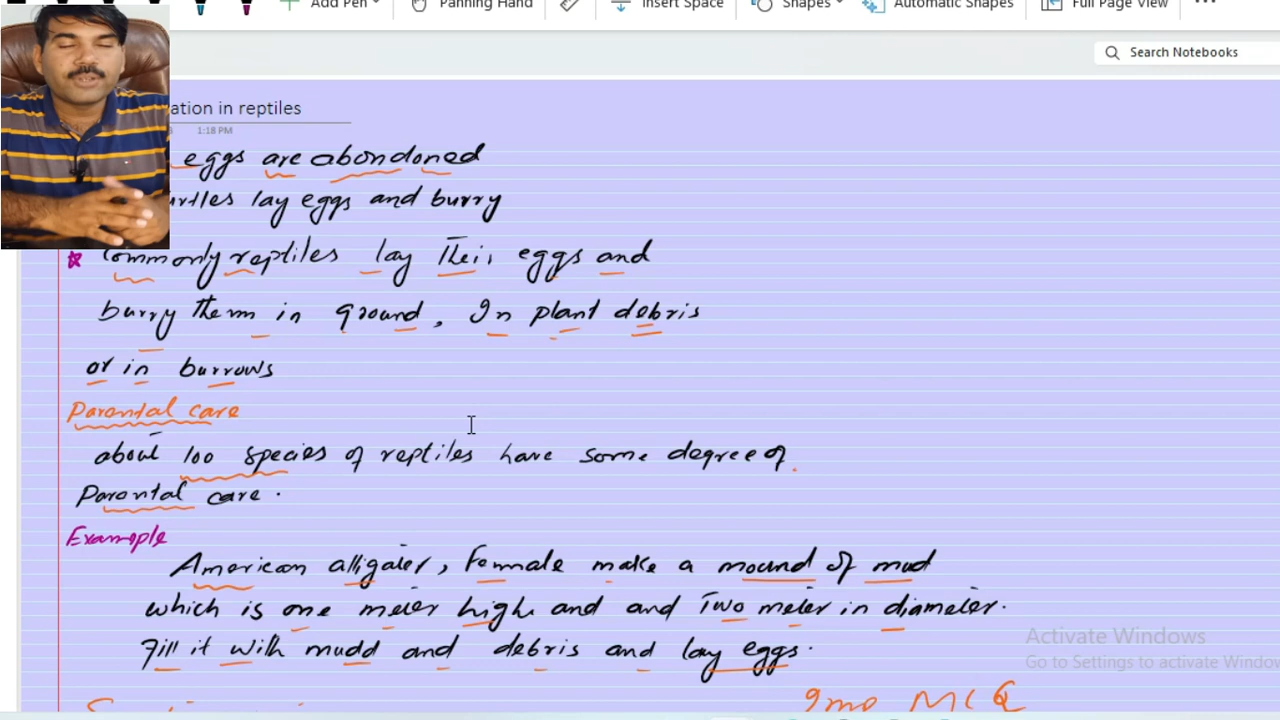 Add Pen
Panning Hand
Insert Space
Shapes
Automatic Shapes
Full Page View
Search Notebooks
ation in reptiles
1:18 PM
eggs are abondoned
urtles lay eggs and burry
commonly reptiles lay their eggs and
burry them in ground, In plant debris
or in burrows
Parental care
about 100 species of reptiles have some degree of
Parental care.
Example
American alligater, Female make a mound of mud
which is one meter high and and Two meter in diameter.
Fill it with mudd and debris and lay eggs.
Activate Windows
Go to Settings to activate Window
9mp MCQ